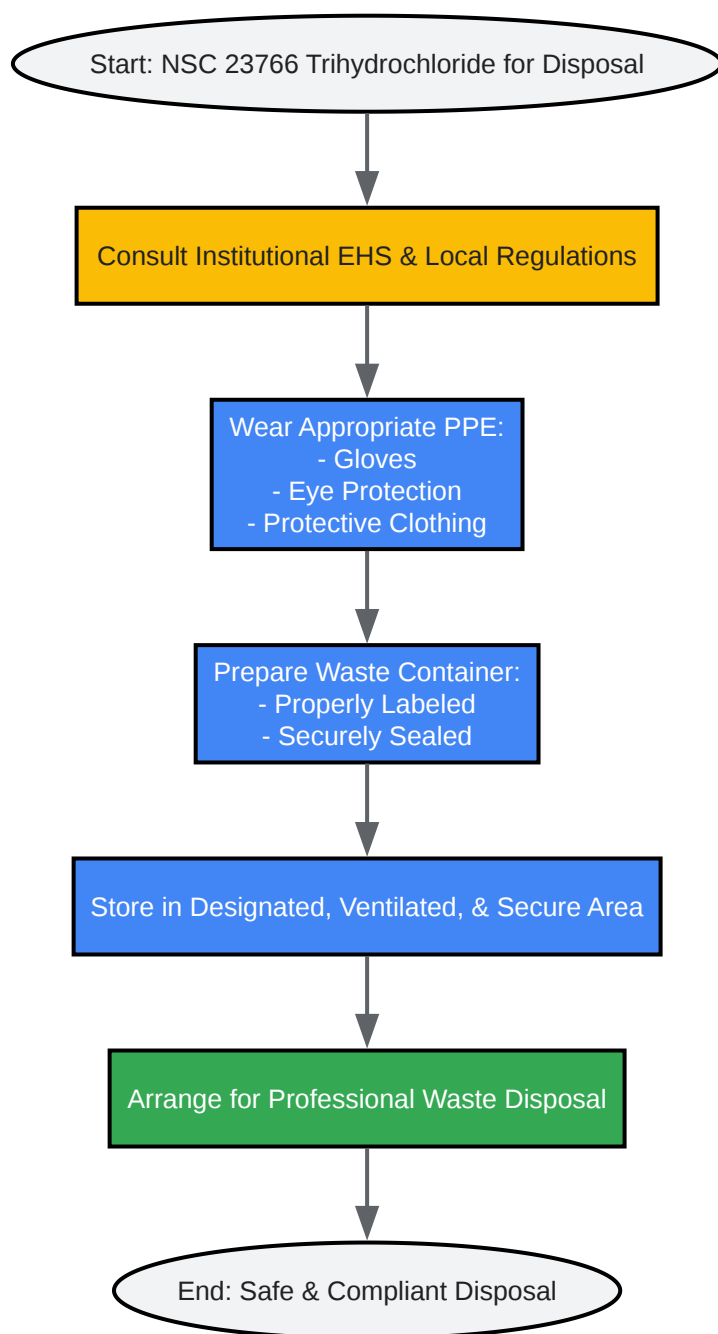 Start: NSC 23766 Trihydrochloride for Disposal
Consult Institutional EHS & Local Regulations
Wear Appropriate PPE:
- Gloves
- Eye Protection
- Protective Clothing
Prepare Waste Container:
- Properly Labeled
- Securely Sealed
Store in Designated, Ventilated, & Secure Area
Arrange for Professional Waste Disposal
End: Safe & Compliant Disposal